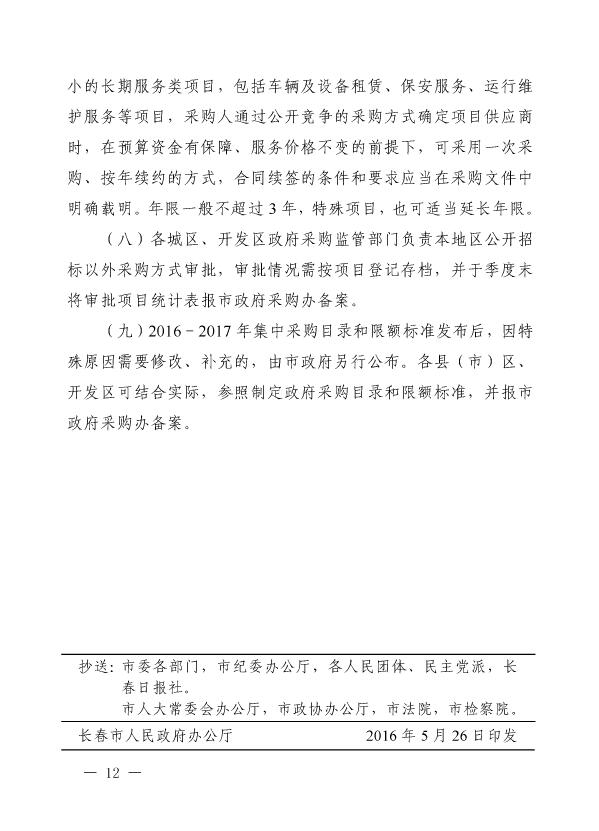 小的长期服务类项目，包括车辆及设备租赁、保安服务、运行维
护服务等项目，采购人通过公开竞争的采购方式确定项目供应商
时，在预算资金有保障、服务价格不变的前提下，可采用一次采
购、按年续约的方式，合同续签的条件和要求应当在采购文件中
明确载明。年限一般不超过 3 年，特殊项目，也可适当延长年限。
（八）各城区、开发区政府采购监管部门负责本地区公开招
标以外采购方式审批，审批情况需按项目登记存档，并于季度末
将审批项目统计表报市政府采购办备案。
（九）2016－2017 年集中采购目录和限额标准发布后，因特
殊原因需要修改、补充的，由市政府另行公布。各县（市）区、
开发区可结合实际，参照制定政府采购目录和限额标准，并报市
政府采购办备案。
抄送：市委各部门，市纪委办公厅，各人民团体、民主党派，长
春日报社。
市人大常委会办公厅，市政协办公厅，市法院，市检察院。
长春市人民政府办公厅 2016 年 5 月 26 日印发
— 12 —